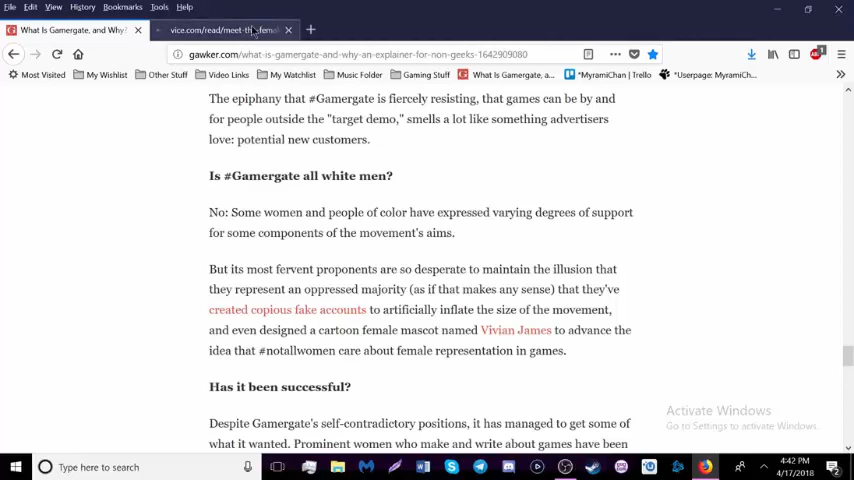 File Edit View History Bookmarks Tools Help
What Is Gamergate, and Why?
vice.com/read/meet-the-femal
gawker.com/what-is-gamergate-and-why-an-explainer-for-non-geeks-1642909080
Most Visited My Wishlist Other Stuff Video Links My Watchlist Music Folder Gaming Stuff What Is Gamergate, a... *MyramiChan | Trello *Userpage: MyramiCh...
The epiphany that #Gamergate is fiercely resisting, that games can be by and
for people outside the "target demo," smells a lot like something advertisers
love: potential new customers.
Is #Gamergate all white men?
No: Some women and people of color have expressed varying degrees of support
for some components of the movement's aims.
But its most fervent proponents are so desperate to maintain the illusion that
they represent an oppressed majority (as if that makes any sense) that they've
created copious fake accounts to artificially inflate the size of the movement,
and even designed a cartoon female mascot named Vivian James to advance the
idea that #notallwomen care about female representation in games.
Has it been successful?
Despite Gamergate's self-contradictory positions, it has managed to get some of
what it wanted. Prominent women who make and write about games have been
Activate Windows
Go to Settings to activate Windows.
Type here to search
4:42 PM
4/17/2018